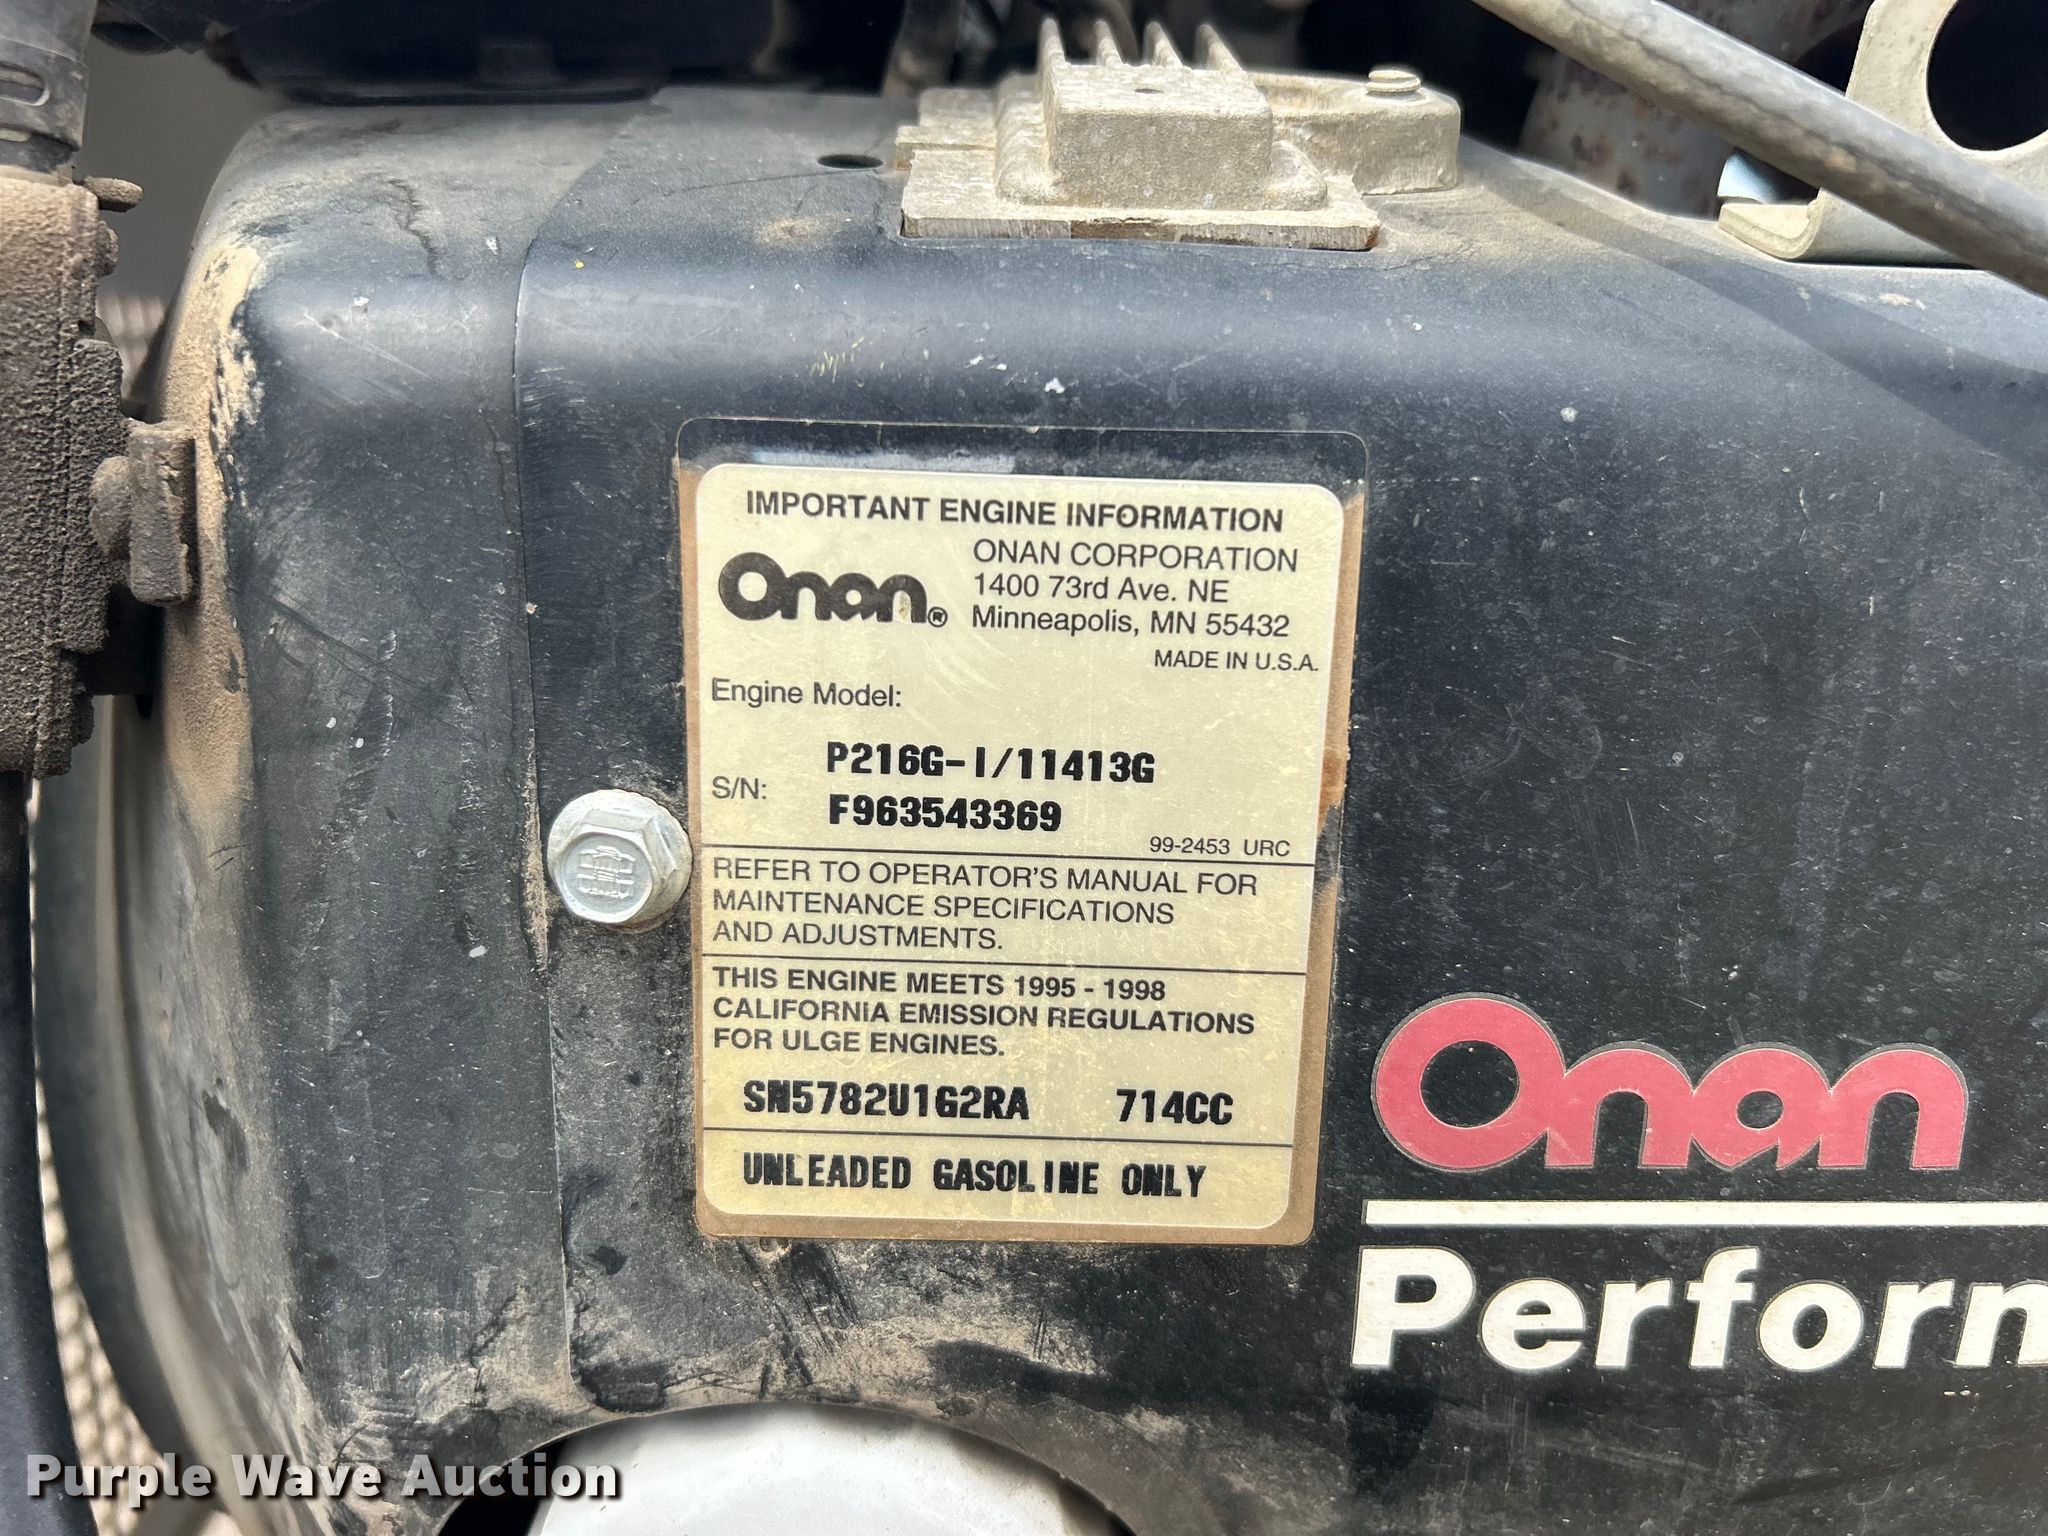 IMPORTANT ENGINE INFORMATION
Onan®
ONAN CORPORATION
1400 73rd Ave. NE
Minneapolis, MN 55432
MADE IN U.S.A.
Engine Model:
P216G-I/11413G
S/N:
F963543369
99-2453 URC
REFER TO OPERATOR'S MANUAL FOR
MAINTENANCE SPECIFICATIONS
AND ADJUSTMENTS.
THIS ENGINE MEETS 1995 - 1998
CALIFORNIA EMISSION REGULATIONS
FOR ULGE ENGINES.
SN5782U1G2RA 714CC
UNLEADED GASOLINE ONLY
Onan
Perform
Purple Wave Auction